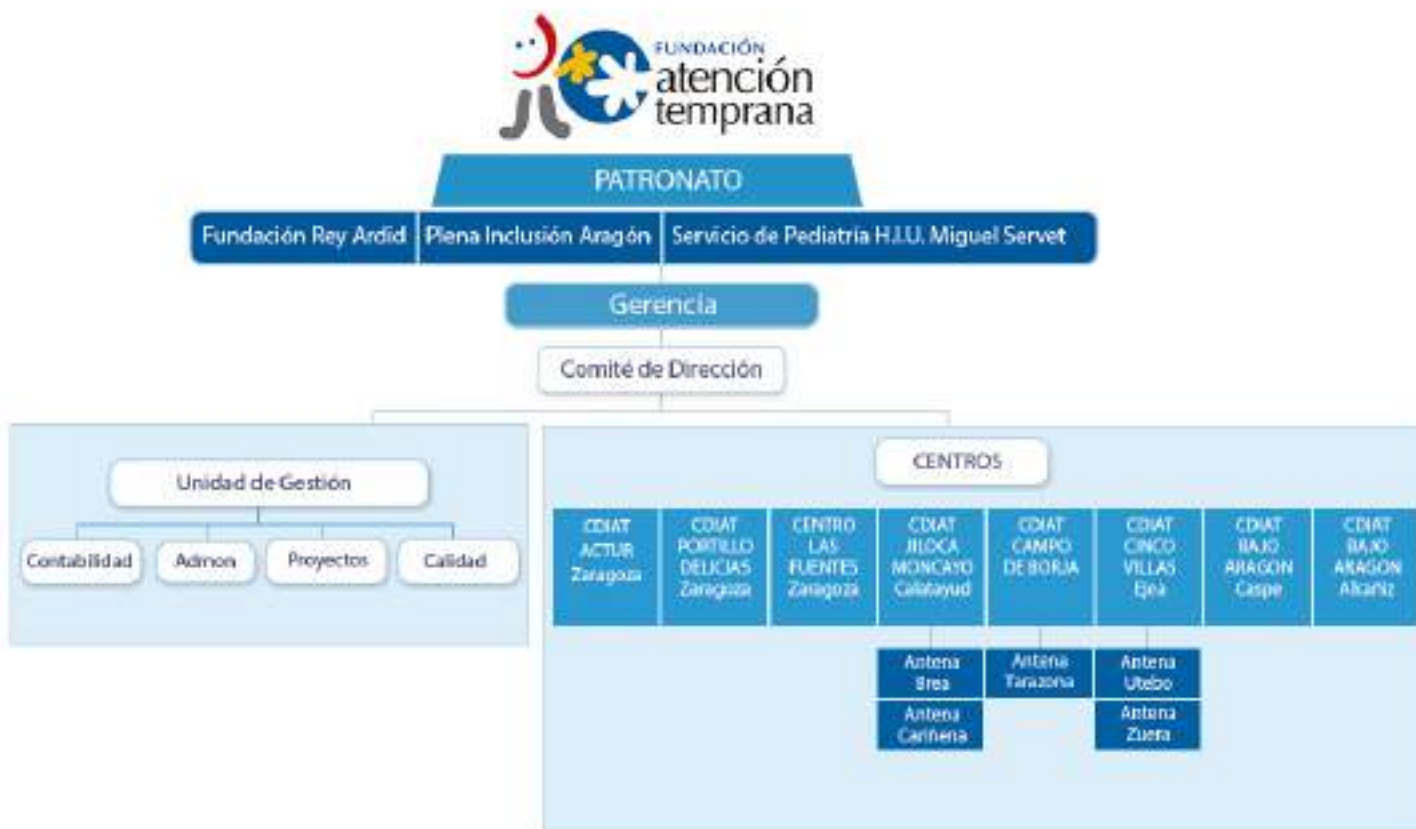 FUNDACIÓN
atención
temprana
PATRONATO
Fundación Rey Ardid
Plena Inclusión Aragón
Servicio de Pediatría H.I.U. Miguel Servet
Gerencia
Comité de Dirección
Unidad de Gestión
Contabilidad
Admon
Proyectos
Calidad
CENTROS
CDIAT
ACTUR
Zaragoza
CDIAT
PORTILLO
DELICIAS
Zaragoza
CENTRO
LAS
FUENTES
Zaragoza
CDIAT
JILOCA
MONCAYO
Calatayud
CDIAT
CAMPO
DE BORJA
CDIAT
CINCO
VILLAS
Ejea
CDIAT
BAJO
ARAGON
Caspe
CDIAT
BAJO
ARAGON
Alcañiz
Antena
Brea
Antena
Cariñena
Antena
Tarazona
Antena
Utebo
Antena
Zuera